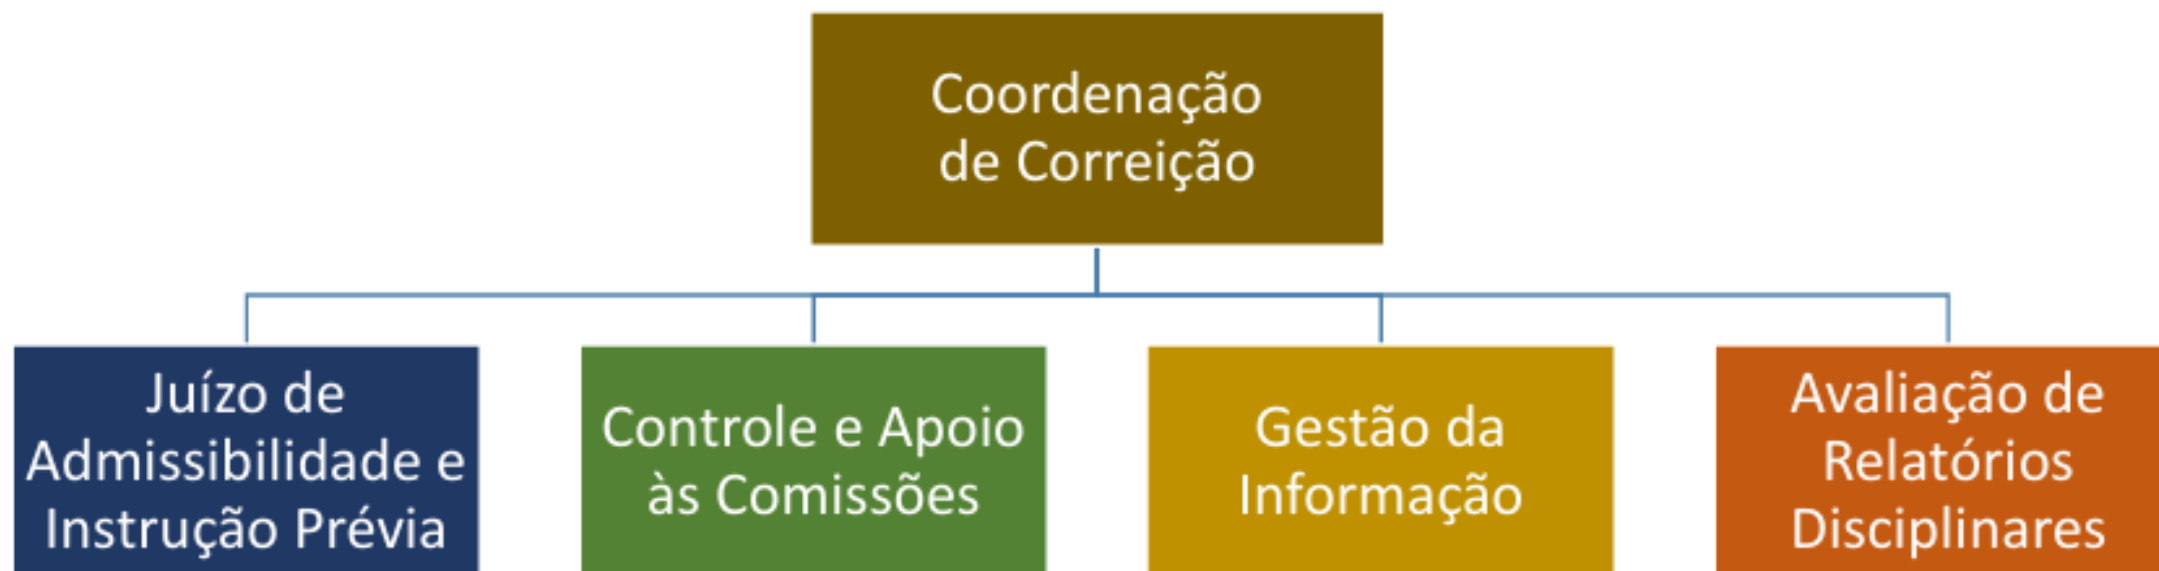 Coordenação
de Correição
Juízo de
Admissibilidade e
Instrução Prévia
Controle e Apoio
às Comissões
Gestão da
Informação
Avaliação de
Relatórios
Disciplinares